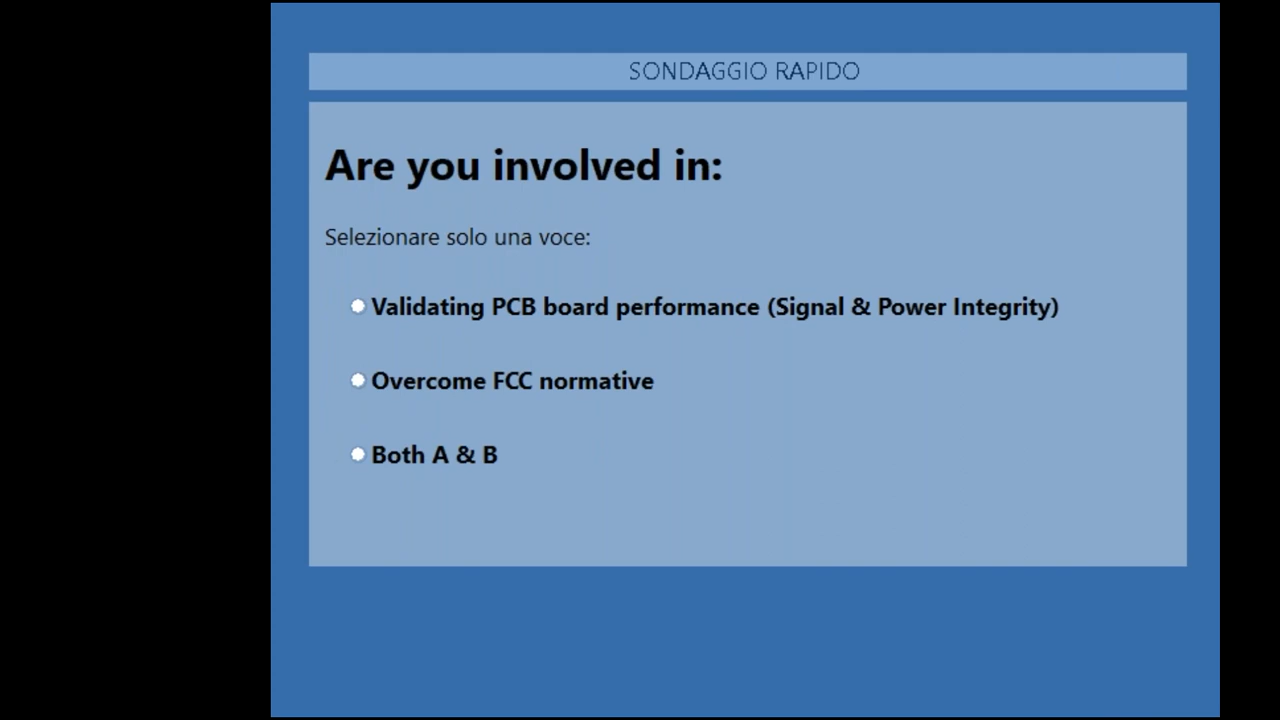 SONDAGGIO RAPIDO
Are you involved in:
Selezionare solo una voce:
Validating PCB board performance (Signal & Power Integrity)
Overcome FCC normative
Both A & B